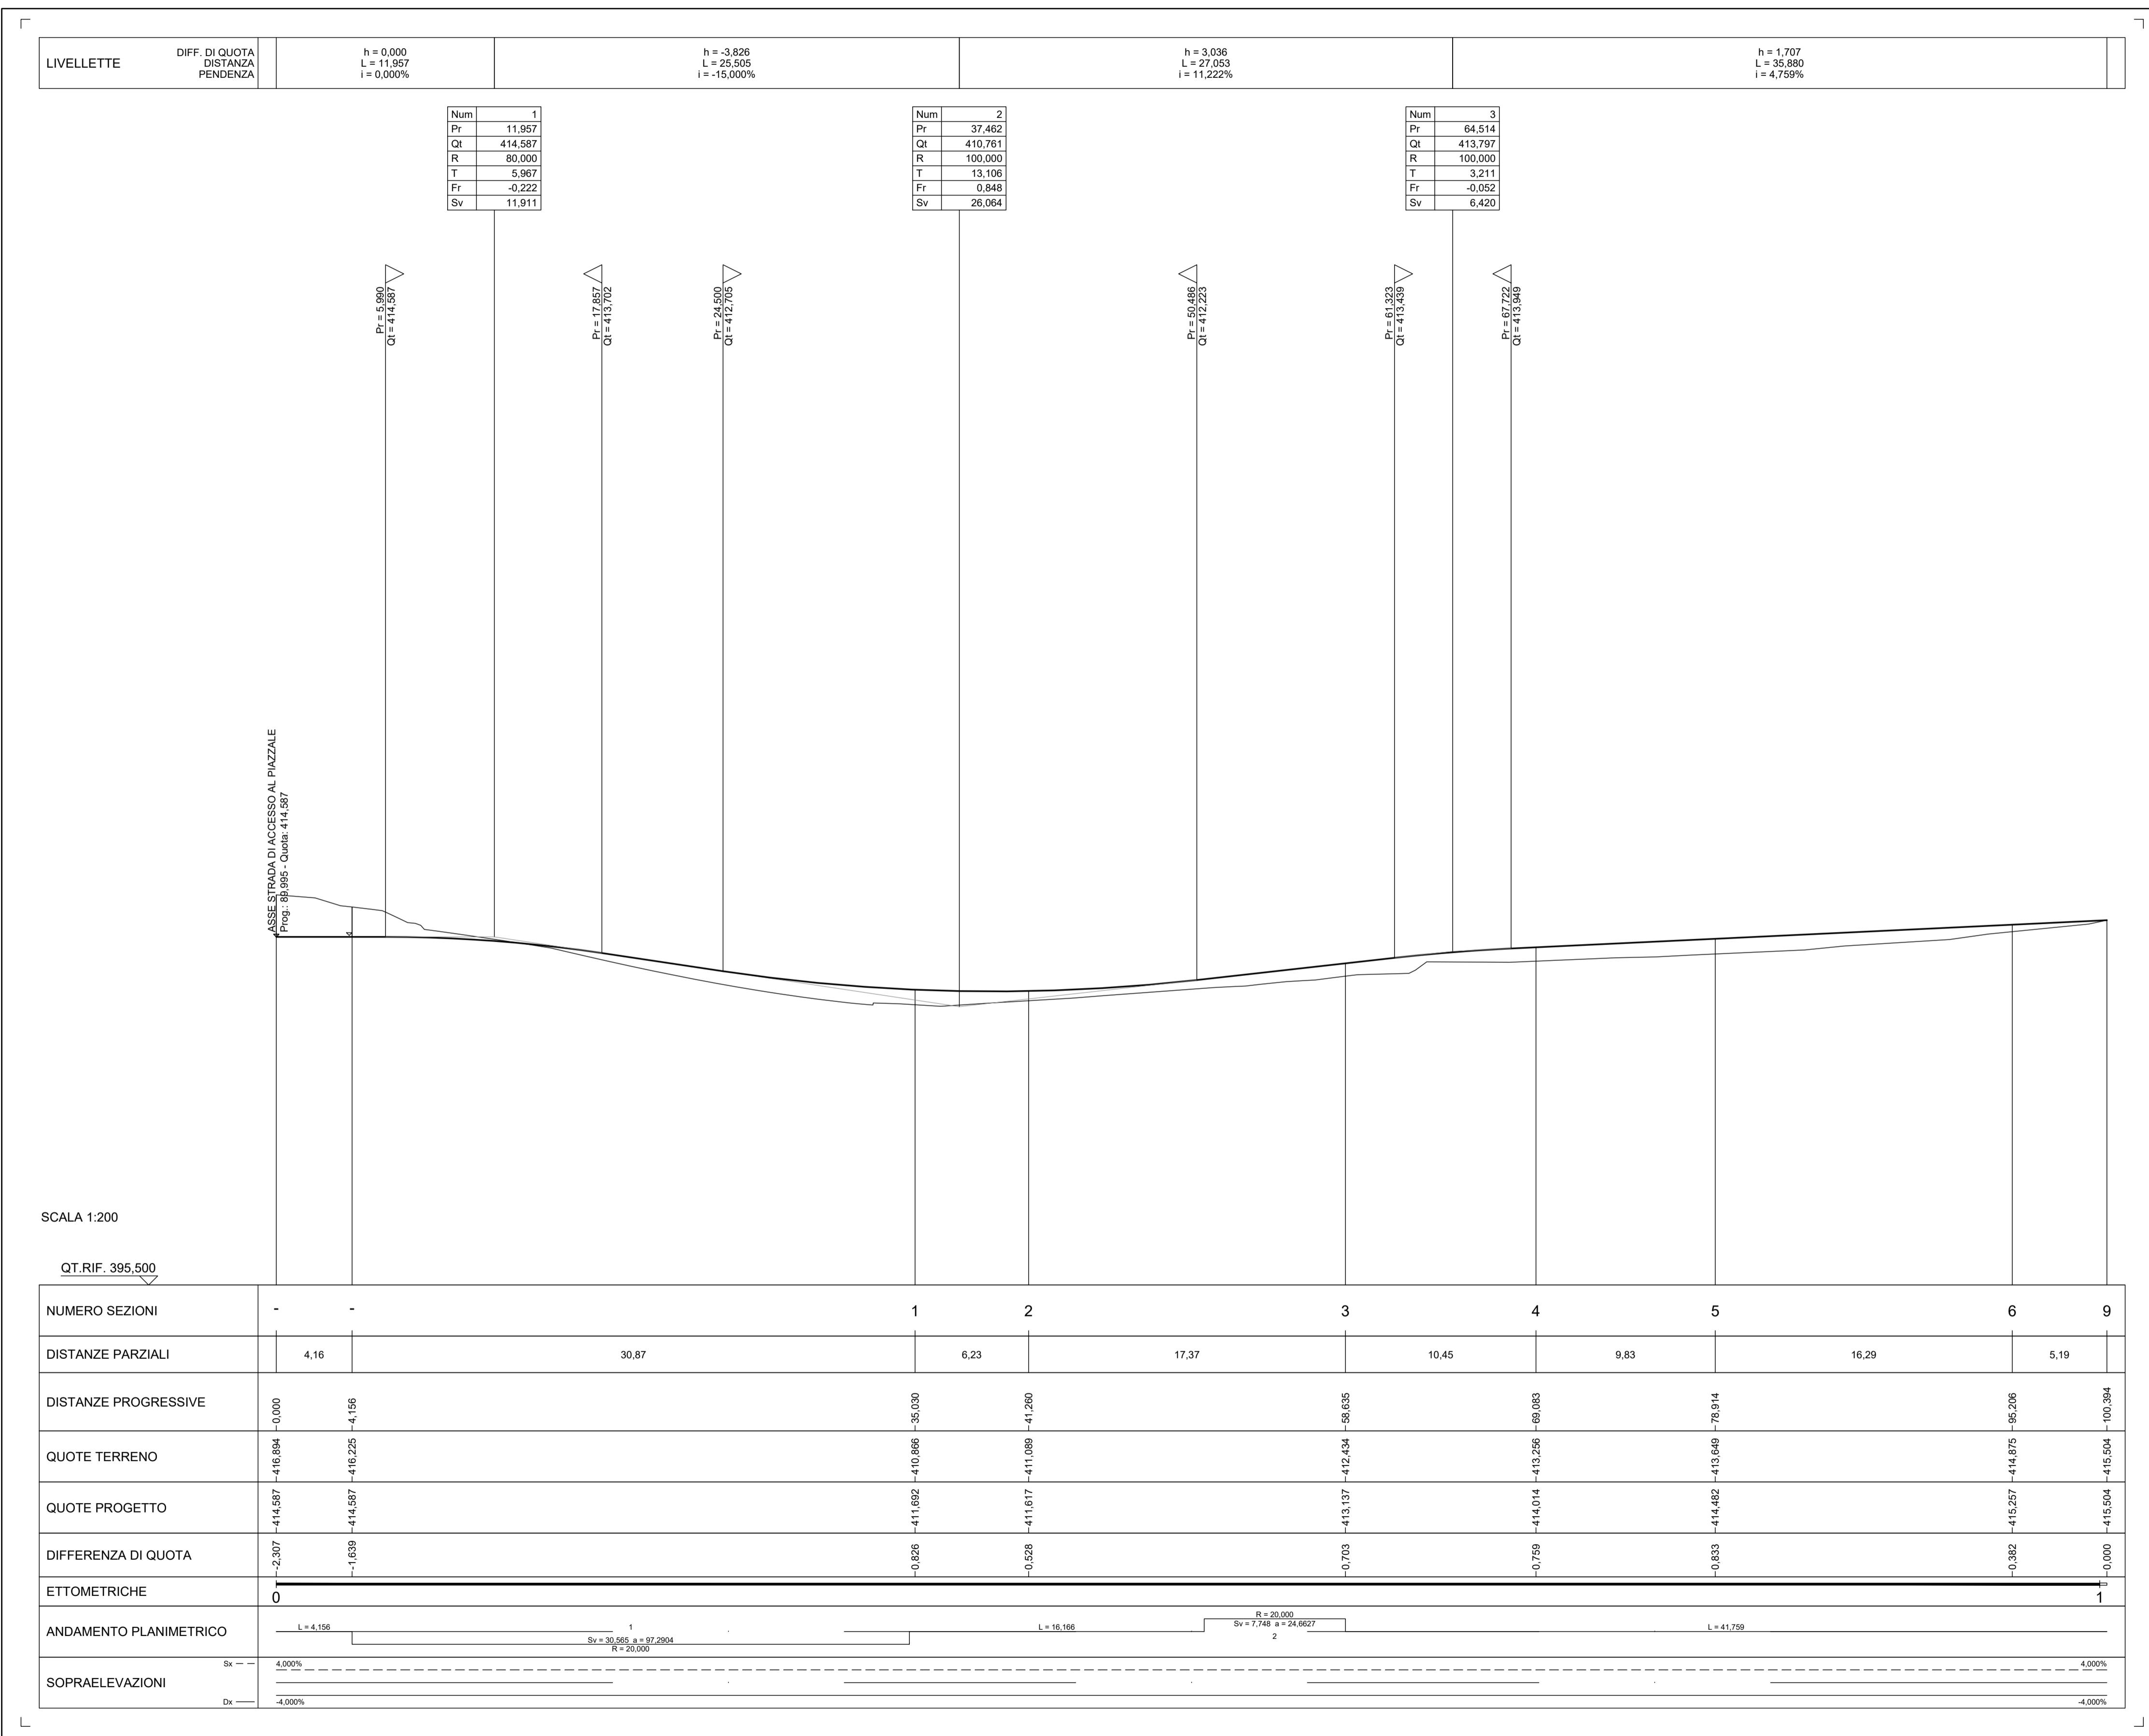 LIVELLETTE
DIFF. DI QUOTA
DISTANZA
PENDENZA
h = 0,000
L = 11,957
i = 0,000%
h = -3,826
L = 25,505
i = -15,000%
h = 3,036
L = 27,053
i = 11,222%
h = 1,707
L = 35,880
i = 4,759%
Num 1
Pr 11,957
Qt 414,587
R 80,000
T 5,967
Fr -0,222
Sv 11,911
Num 2
Pr 37,462
Qt 410,761
R 100,000
T 13,106
Fr 0,848
Sv 26,064
Num 3
Pr 64,514
Qt 413,797
R 100,000
T 3,211
Fr -0,052
Sv 6,420
Pr = 5,990
Qt = 414,587
Pr = 17,857
Qt = 413,702
Pr = 24,500
Qt = 412,705
Pr = 50,486
Qt = 412,223
Pr = 61,323
Qt = 413,439
Pr = 67,722
Qt = 413,949
ASSE STRADA DI ACCESSO AL PIAZZALE
Prog.: 89,995 - Quota: 414,587
SCALA 1:200
QT.RIF. 395,500
NUMERO SEZIONI - - 1 2 3 4 5 6 9
DISTANZE PARZIALI 4,16 30,87 6,23 17,37 10,45 9,83 16,29 5,19
DISTANZE PROGRESSIVE 0,000 4,156 35,030 41,260 58,635 69,083 78,914 95,206 100,394
QUOTE TERRENO 416,894 416,225 410,866 411,089 412,434 413,256 413,649 414,875 415,504
QUOTE PROGETTO 414,587 414,587 411,692 411,617 413,137 414,014 414,482 415,257 415,504
DIFFERENZA DI QUOTA -2,307 -1,639 0,826 0,528 0,703 0,759 0,833 0,382 0,000
ETTOMETRICHE
0 1
ANDAMENTO PLANIMETRICO
L = 4,156
1
Sv = 30,565 a = 97,2904
R = 20,000
L = 16,166
R = 20,000
Sv = 7,748 a = 24,6627
2
L = 41,759
SOPRAELEVAZIONI
Sx
4,000% 4,000%
Dx
-4,000% -4,000%